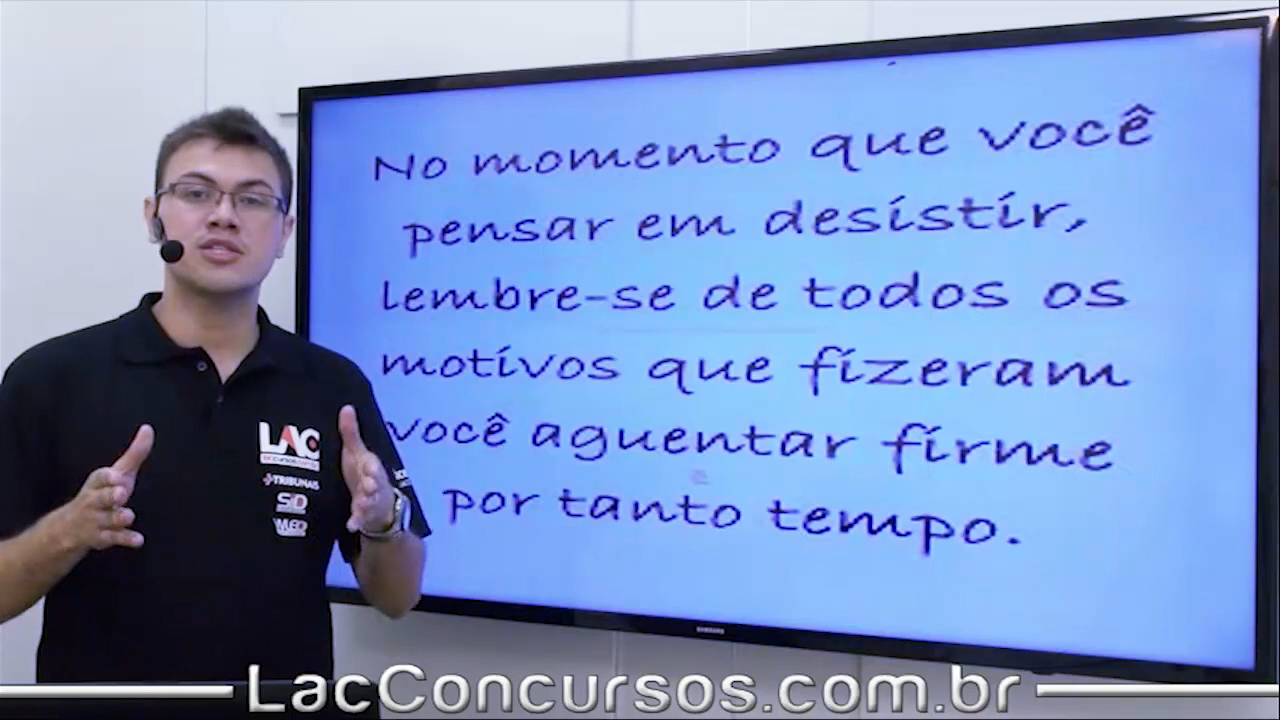 No momento que você
pensar em desistir,
lembre-se de todos os
motivos que fizeram
você aguentar firme
por tanto tempo.
LAC
+TRIBUNAIS
SAMSUNG
LacConcursos.com.br